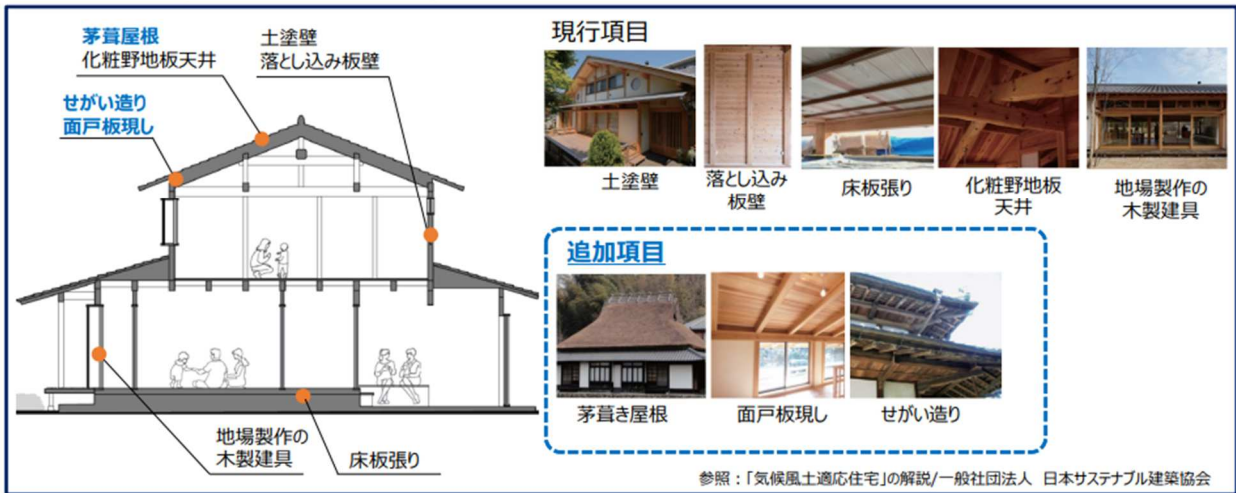 茅葺屋根
化粧野地板天井
土塗壁
落とし込み板壁
せがい造り
面戸板現し
地場製作の
木製建具
床板張り
現行項目
土塗壁
落とし込み
板壁
床板張り
化粧野地板
天井
地場製作の
木製建具
追加項目
茅葺き屋根
面戸板現し
せがい造り
参照：「気候風土適応住宅」の解説/一般社団法人 日本サステナブル建築協会